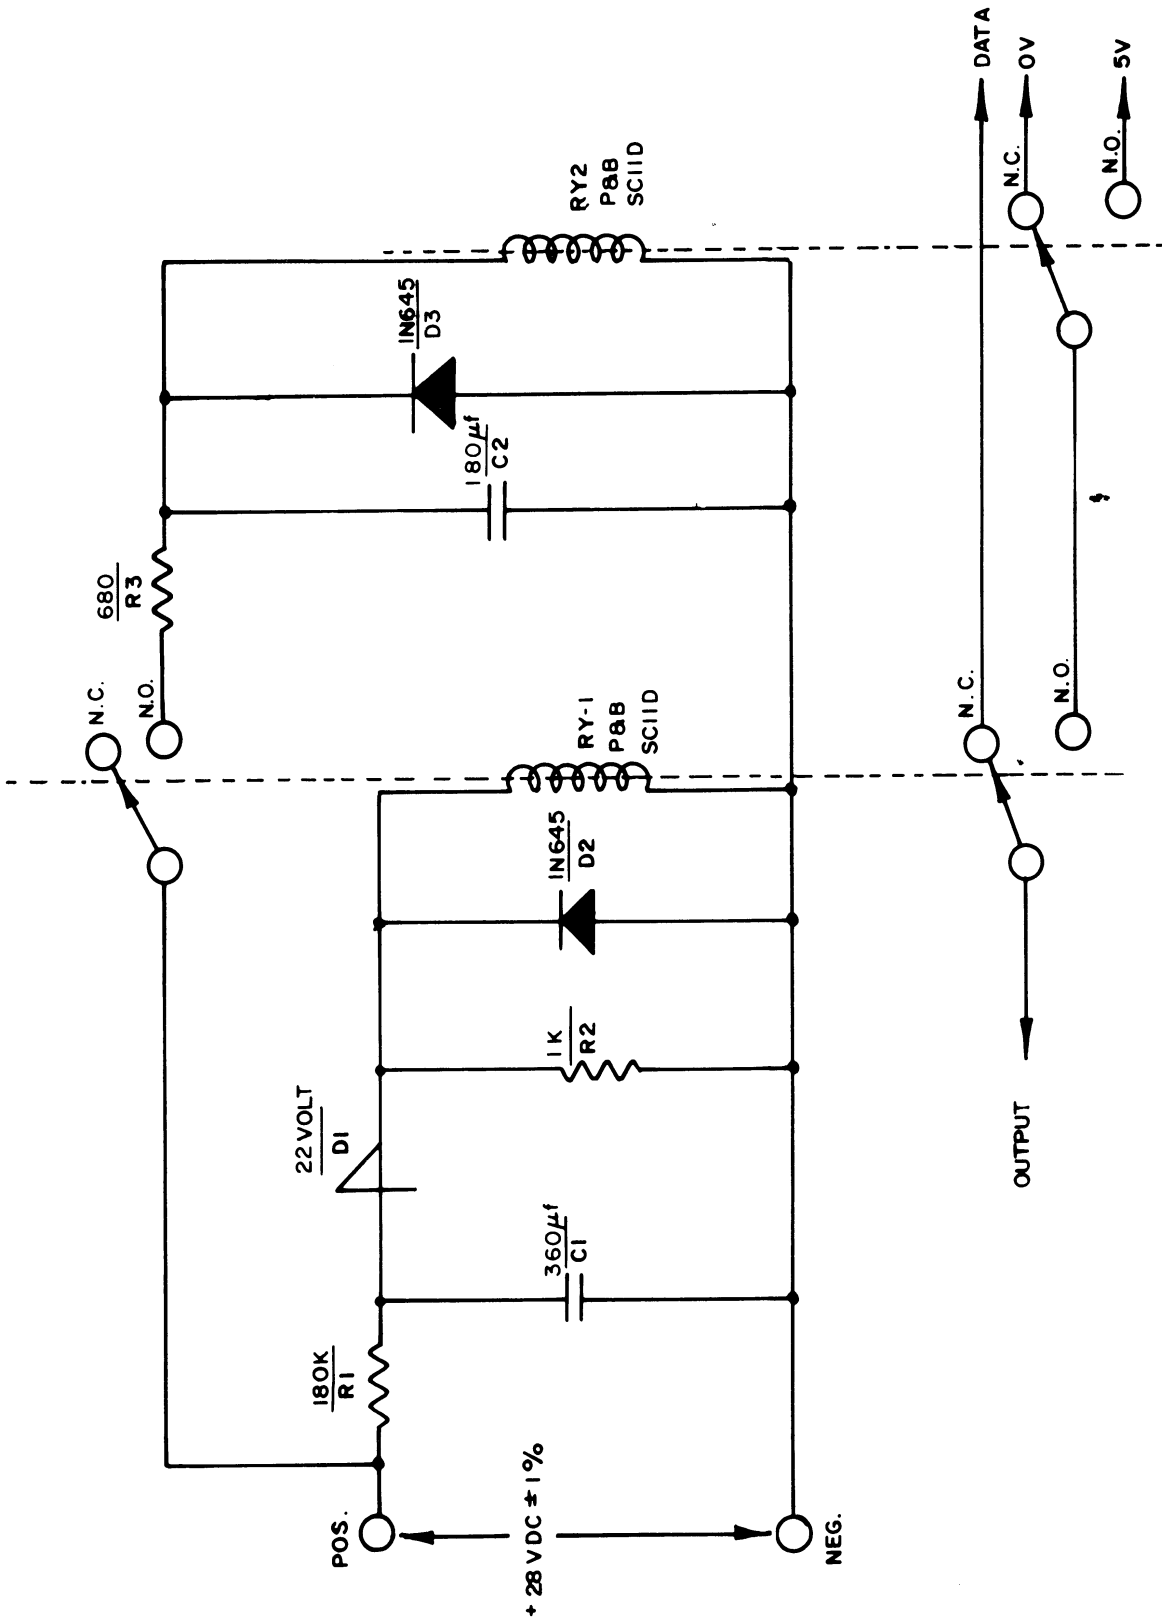 POS.
+ 28 VDC ± 1%
NEG.
180K
R1
360µf
C1
22 VOLT
D1
1K
R2
1N645
D2
RY-1
P&B
SC11D
N.C.
N.O.
680
R3
180µf
C2
1N645
D3
RY2
P&B
SC11D
OUTPUT
N.C.
N.O.
N.C.
N.O.
DATA
0V
5V